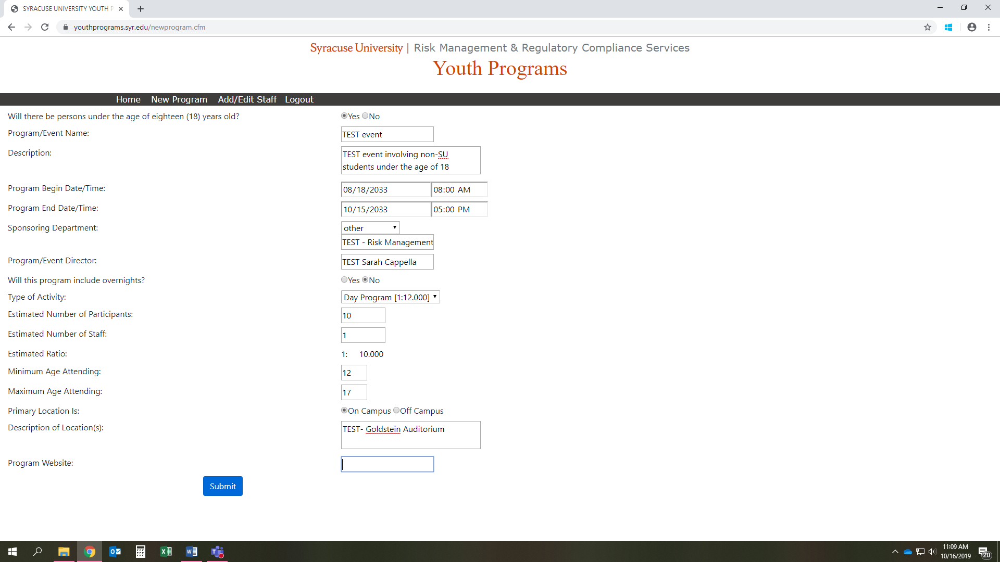 SYRACUSE UNIVERSITY YOUTH P
youthprograms.syr.edu/newprogram.cfm
Syracuse University | Risk Management & Regulatory Compliance Services
Youth Programs
Home New Program Add/Edit Staff Logout
Will there be persons under the age of eighteen (18) years old? Yes No
Program/Event Name: TEST event
Description: TEST event involving non-SU
students under the age of 18
Program Begin Date/Time: 08/18/2033 08:00 AM
Program End Date/Time: 10/15/2033 05:00 PM
Sponsoring Department: other
TEST - Risk Management
Program/Event Director: TEST Sarah Cappella
Will this program include overnights? Yes No
Type of Activity: Day Program [1:12.000]
Estimated Number of Participants: 10
Estimated Number of Staff: 1
Estimated Ratio: 1: 10.000
Minimum Age Attending: 12
Maximum Age Attending: 17
Primary Location Is: On Campus Off Campus
Description of Location(s): TEST- Goldstein Auditorium
Program Website:
Submit
11:09 AM
10/16/2019
20